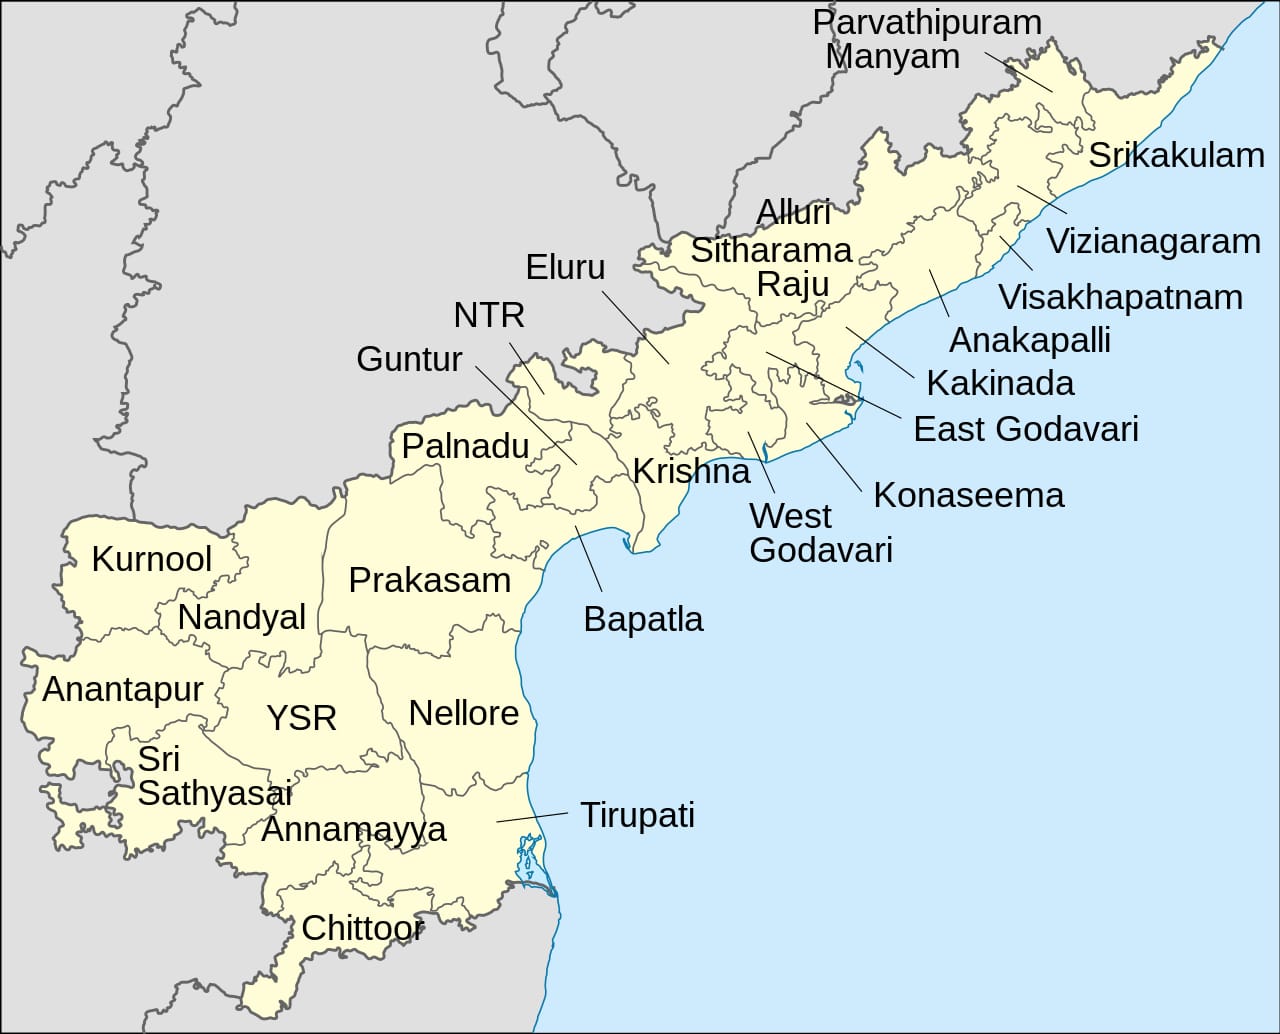 Parvathipuram
Manyam
Srikakulam
Alluri
Sitharama
Raju
Vizianagaram
Eluru
Visakhapatnam
NTR
Anakapalli
Guntur
Kakinada
East Godavari
Palnadu
Krishna
Konaseema
West
Godavari
Kurnool
Prakasam
Nandyal
Bapatla
Anantapur
YSR
Nellore
Sri
Sathyasai
Tirupati
Annamayya
Chittoor